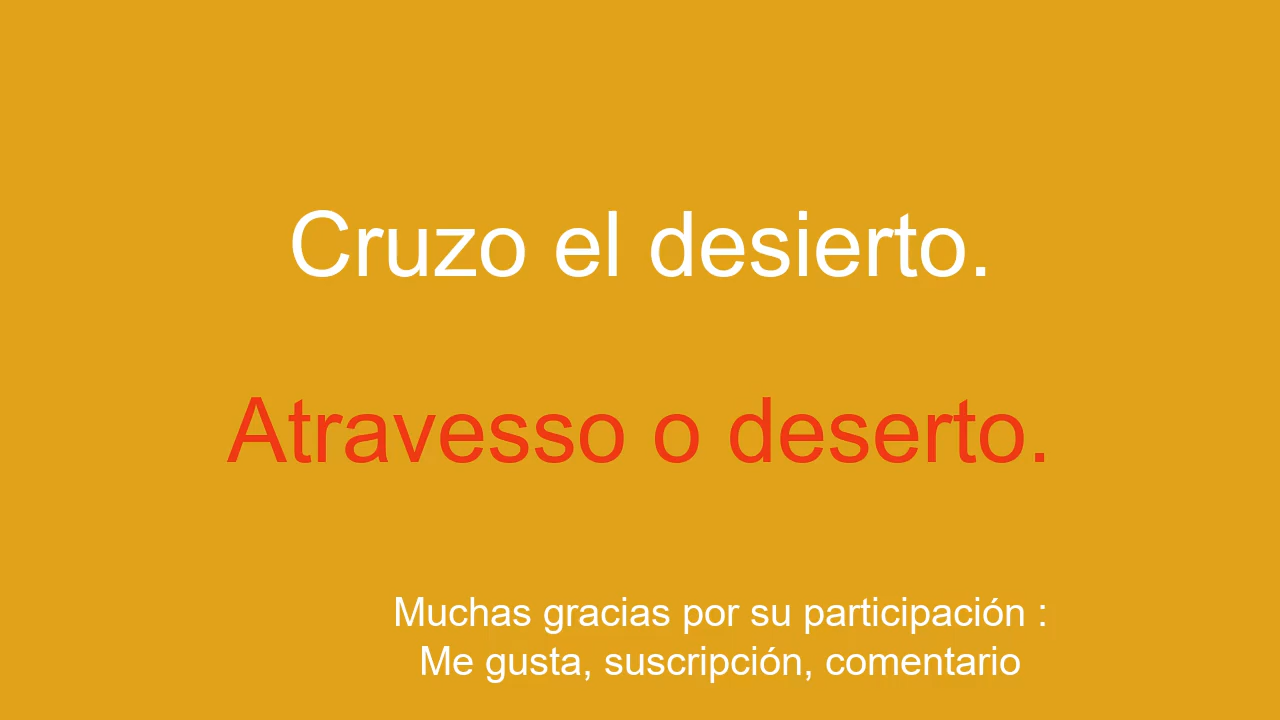 Cruzo el desierto.
Atravesso o deserto.
Muchas gracias por su participación :
Me gusta, suscripción, comentario